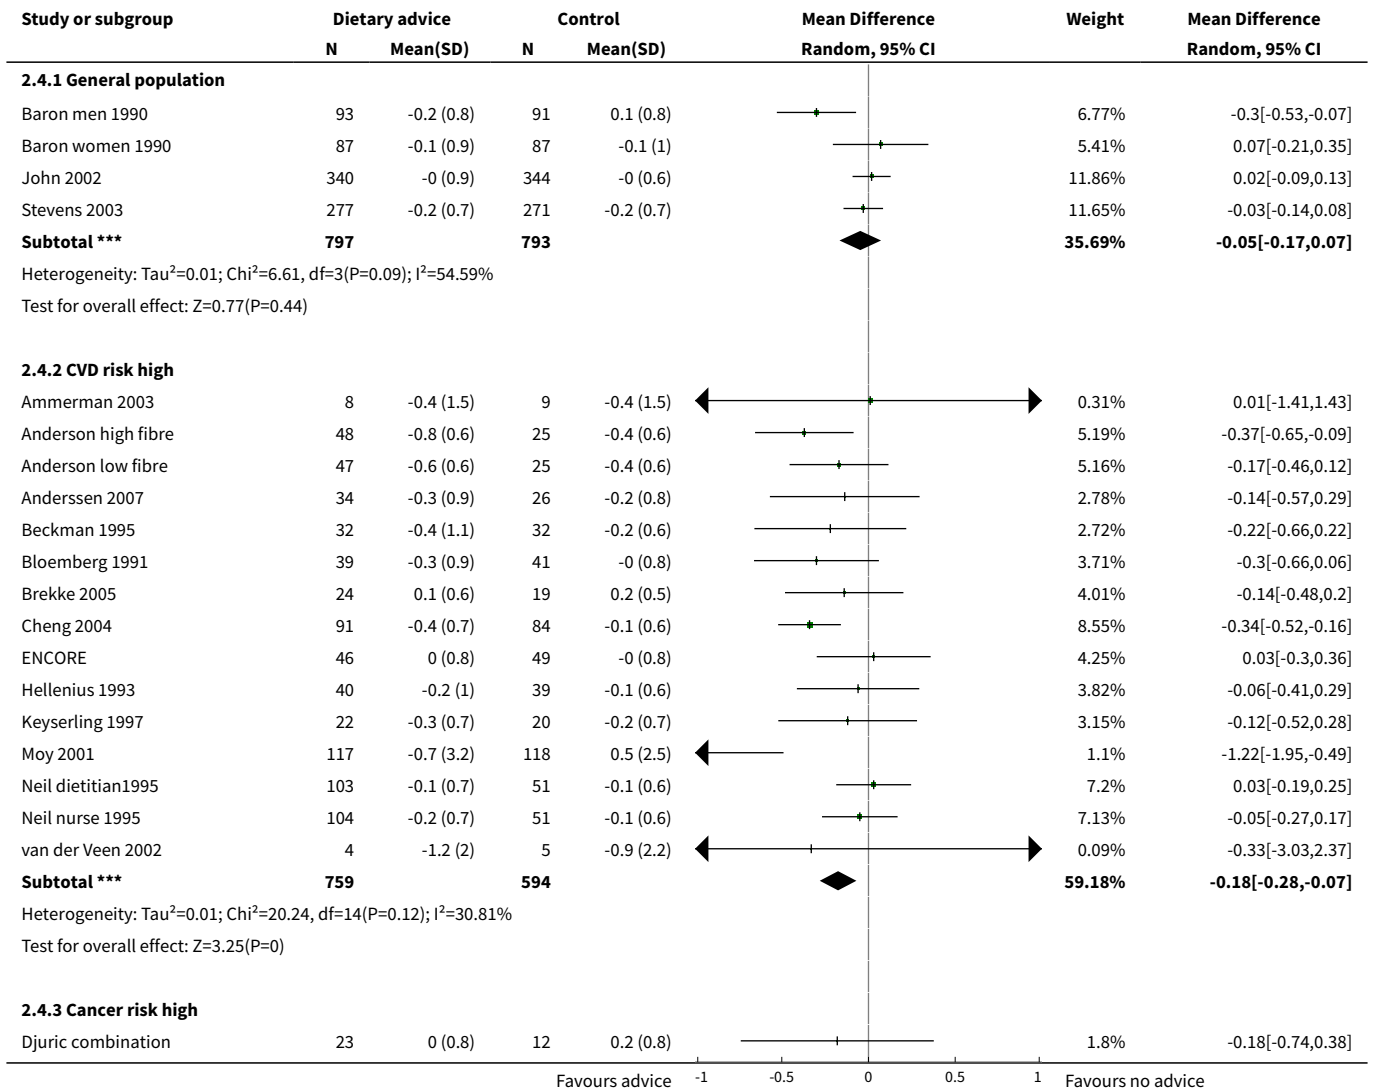 Study or subgroup Dietary advice Control Mean Difference Weight Mean Difference
N Mean(SD) N Mean(SD) Random, 95% CI Random, 95% CI
2.4.1 General population
Baron men 1990 93 -0.2 (0.8) 91 0.1 (0.8) 6.77% -0.3[-0.53,-0.07]
Baron women 1990 87 -0.1 (0.9) 87 -0.1 (1) 5.41% 0.07[-0.21,0.35]
John 2002 340 -0 (0.9) 344 -0 (0.6) 11.86% 0.02[-0.09,0.13]
Stevens 2003 277 -0.2 (0.7) 271 -0.2 (0.7) 11.65% -0.03[-0.14,0.08]
Subtotal *** 797 793 35.69% -0.05[-0.17,0.07]
Heterogeneity: Tau²=0.01; Chi²=6.61, df=3(P=0.09); I²=54.59%
Test for overall effect: Z=0.77(P=0.44)
2.4.2 CVD risk high
Ammerman 2003 8 -0.4 (1.5) 9 -0.4 (1.5) 0.31% 0.01[-1.41,1.43]
Anderson high fibre 48 -0.8 (0.6) 25 -0.4 (0.6) 5.19% -0.37[-0.65,-0.09]
Anderson low fibre 47 -0.6 (0.6) 25 -0.4 (0.6) 5.16% -0.17[-0.46,0.12]
Anderssen 2007 34 -0.3 (0.9) 26 -0.2 (0.8) 2.78% -0.14[-0.57,0.29]
Beckman 1995 32 -0.4 (1.1) 32 -0.2 (0.6) 2.72% -0.22[-0.66,0.22]
Bloemberg 1991 39 -0.3 (0.9) 41 -0 (0.8) 3.71% -0.3[-0.66,0.06]
Brekke 2005 24 0.1 (0.6) 19 0.2 (0.5) 4.01% -0.14[-0.48,0.2]
Cheng 2004 91 -0.4 (0.7) 84 -0.1 (0.6) 8.55% -0.34[-0.52,-0.16]
ENCORE 46 0 (0.8) 49 -0 (0.8) 4.25% 0.03[-0.3,0.36]
Hellenius 1993 40 -0.2 (1) 39 -0.1 (0.6) 3.82% -0.06[-0.41,0.29]
Keyserling 1997 22 -0.3 (0.7) 20 -0.2 (0.7) 3.15% -0.12[-0.52,0.28]
Moy 2001 117 -0.7 (3.2) 118 0.5 (2.5) 1.1% -1.22[-1.95,-0.49]
Neil dietitian1995 103 -0.1 (0.7) 51 -0.1 (0.6) 7.2% 0.03[-0.19,0.25]
Neil nurse 1995 104 -0.2 (0.7) 51 -0.1 (0.6) 7.13% -0.05[-0.27,0.17]
van der Veen 2002 4 -1.2 (2) 5 -0.9 (2.2) 0.09% -0.33[-3.03,2.37]
Subtotal *** 759 594 59.18% -0.18[-0.28,-0.07]
Heterogeneity: Tau²=0.01; Chi²=20.24, df=14(P=0.12); I²=30.81%
Test for overall effect: Z=3.25(P=0)
2.4.3 Cancer risk high
Djuric combination 23 0 (0.8) 12 0.2 (0.8) 1.8% -0.18[-0.74,0.38]
Favours advice -1 -0.5 0 0.5 1 Favours no advice